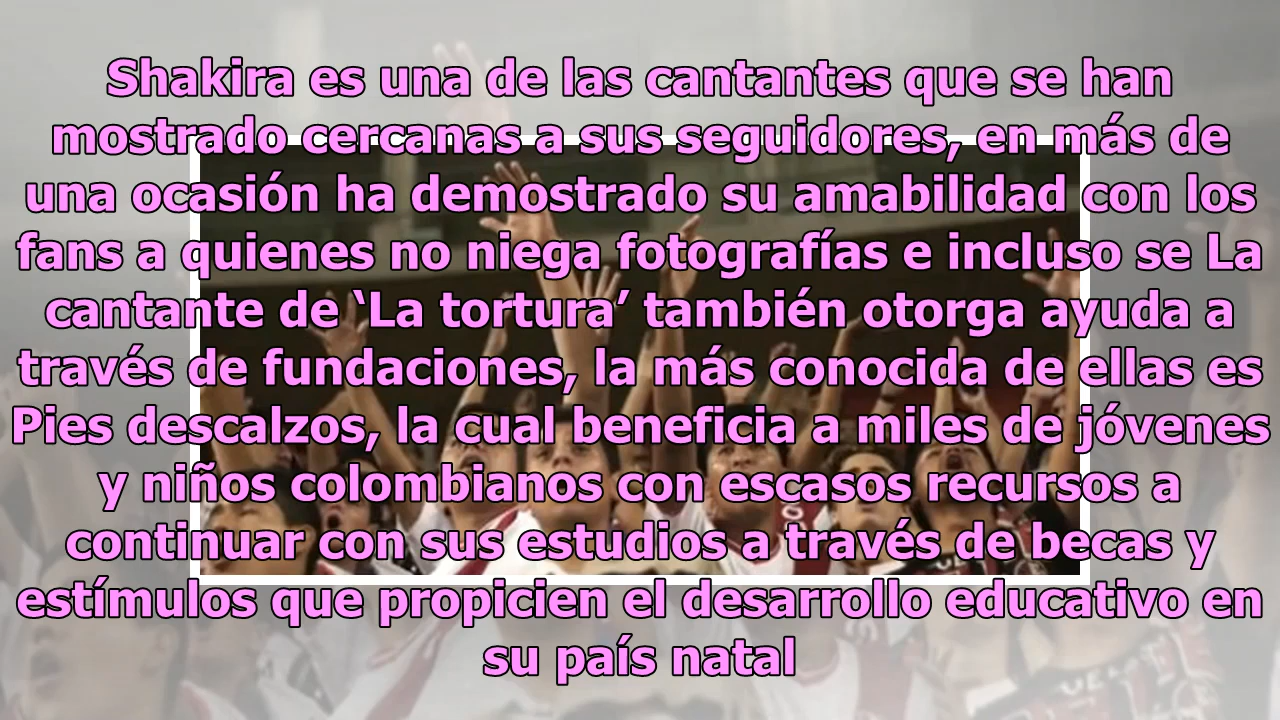 Shakira es una de las cantantes que se han
mostrado cercanas a sus seguidores, en más de
una ocasión ha demostrado su amabilidad con los
fans a quienes no niega fotografías e incluso se La
cantante de ‘La tortura’ también otorga ayuda a
través de fundaciones, la más conocida de ellas es
Pies descalzos, la cual beneficia a miles de jóvenes
y niños colombianos con escasos recursos a
continuar con sus estudios a través de becas y
estímulos que propicien el desarrollo educativo en
su país natal